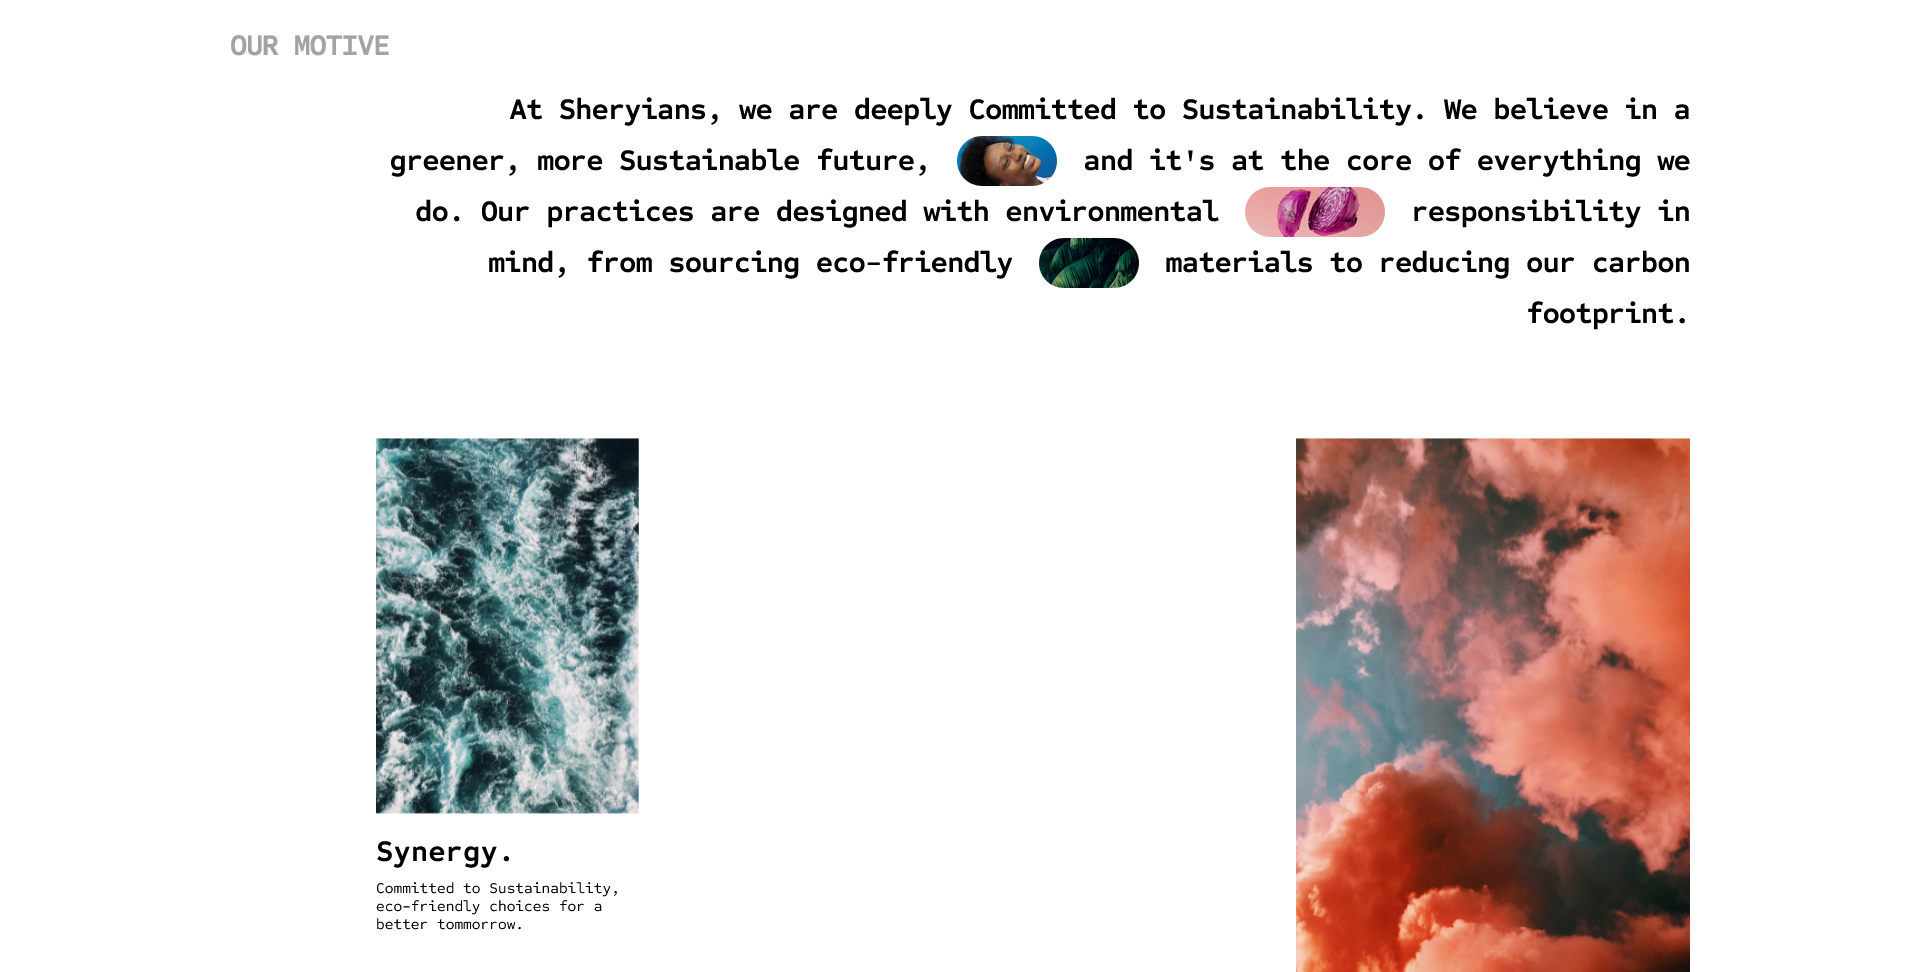 OUR MOTIVE
At Sheryians, we are deeply Committed to Sustainability. We believe in a
greener, more Sustainable future, and it's at the core of everything we
do. Our practices are designed with environmental responsibility in
mind, from sourcing eco-friendly materials to reducing our carbon
footprint.
Synergy.
Committed to Sustainability,
eco-friendly choices for a
better tommorrow.